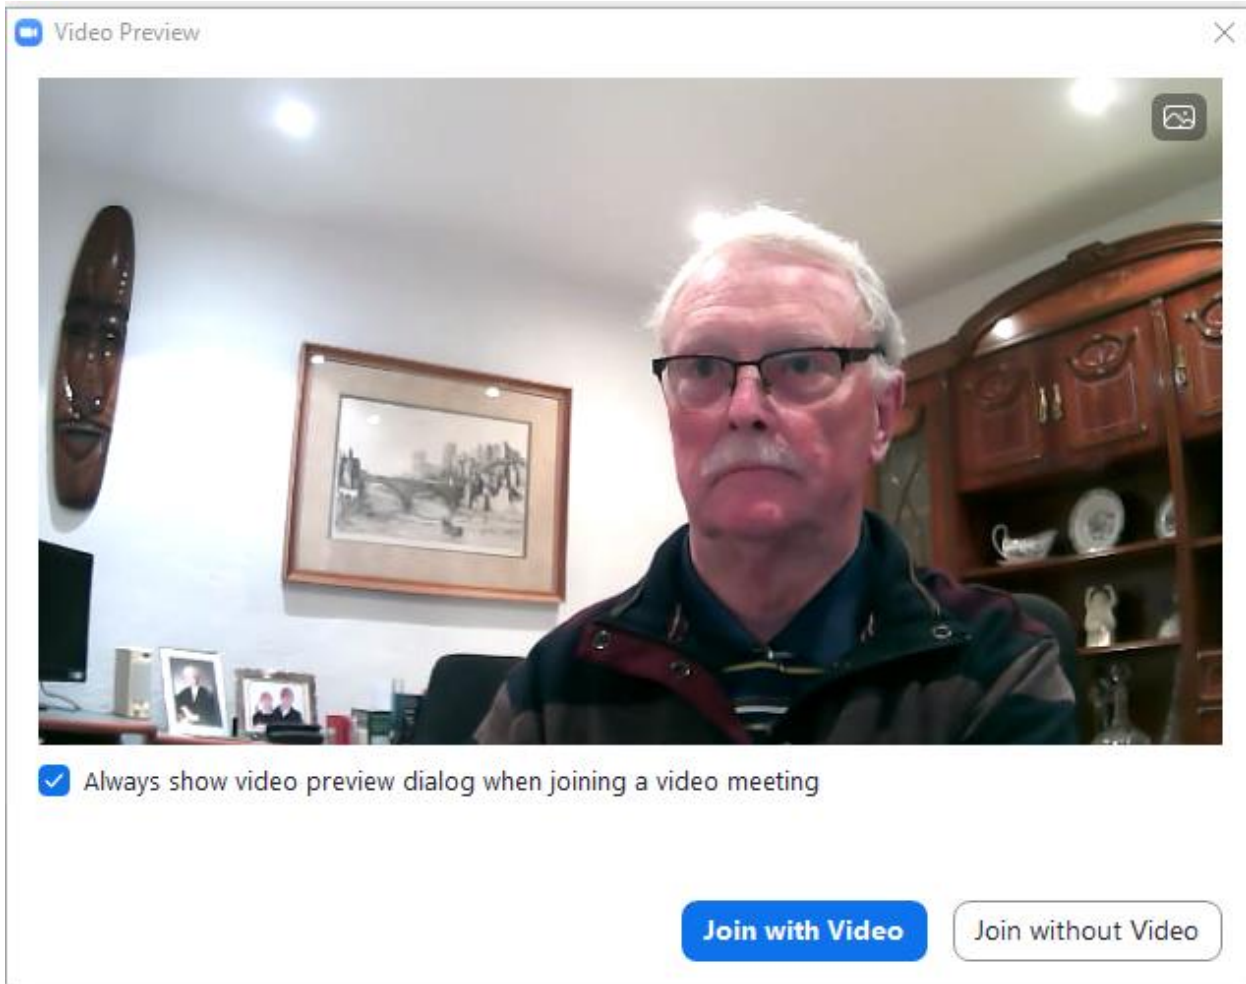 Video Preview
Always show video preview dialog when joining a video meeting
Join with Video
Join without Video